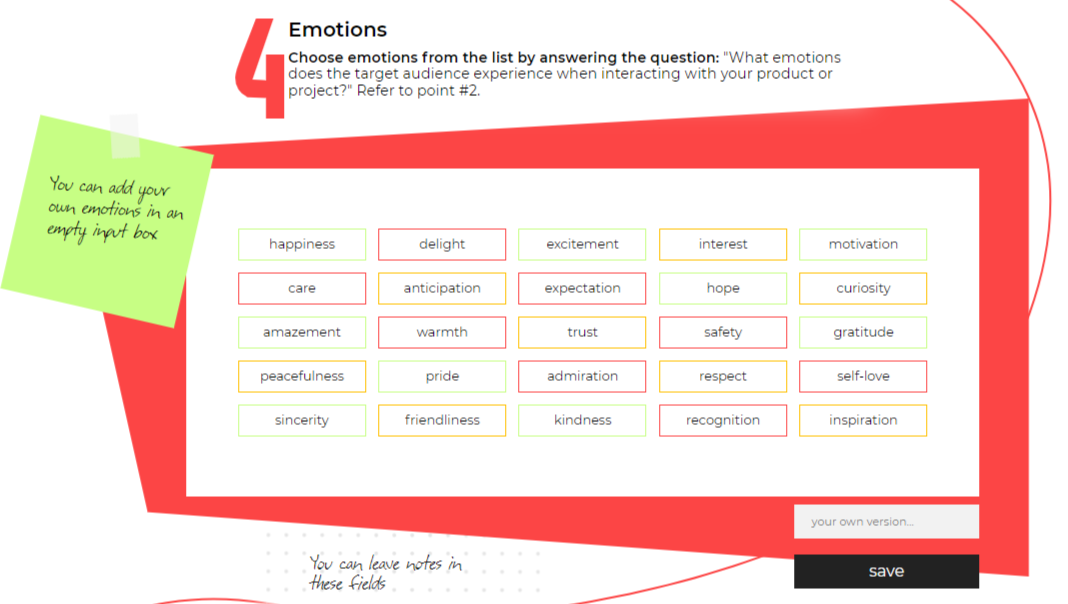 4
Emotions
Choose emotions from the list by answering the question: "What emotions
does the target audience experience when interacting with your product or
project?" Refer to point #2.
You can add your
own emotions in an
empty input box
happiness delight excitement interest motivation
care anticipation expectation hope curiosity
amazement warmth trust safety gratitude
peacefulness pride admiration respect self-love
sincerity friendliness kindness recognition inspiration
your own version...
You can leave notes in
these fields
save